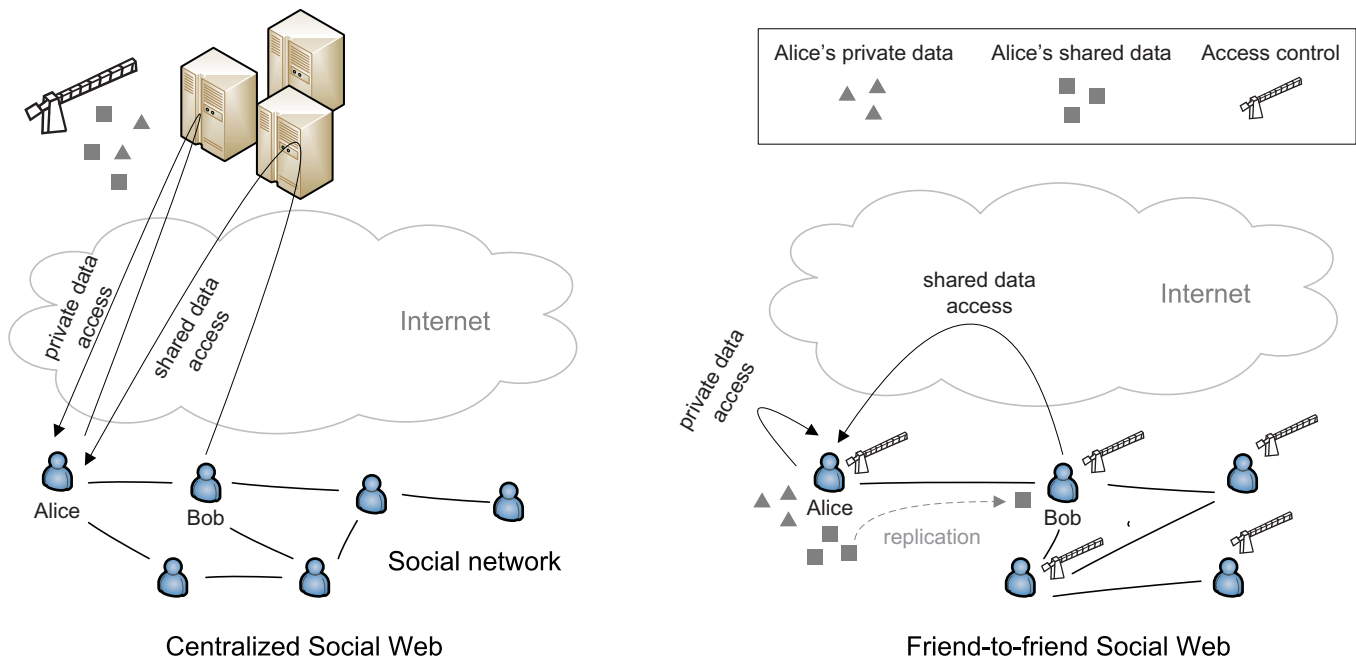 private data
access
shared data
access
Internet
Alice
Bob
Social network
Centralized Social Web
Alice's private data
Alice's shared data
Access control
shared data
access
Internet
private data
access
Alice
Bob
replication
Friend-to-friend Social Web